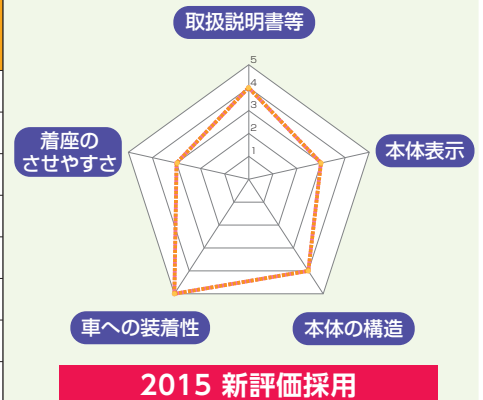 取扱説明書等
5
4
3
2
1
着座の
させやすさ
本体表示
車への装着性
本体の構造
2015 新評価採用